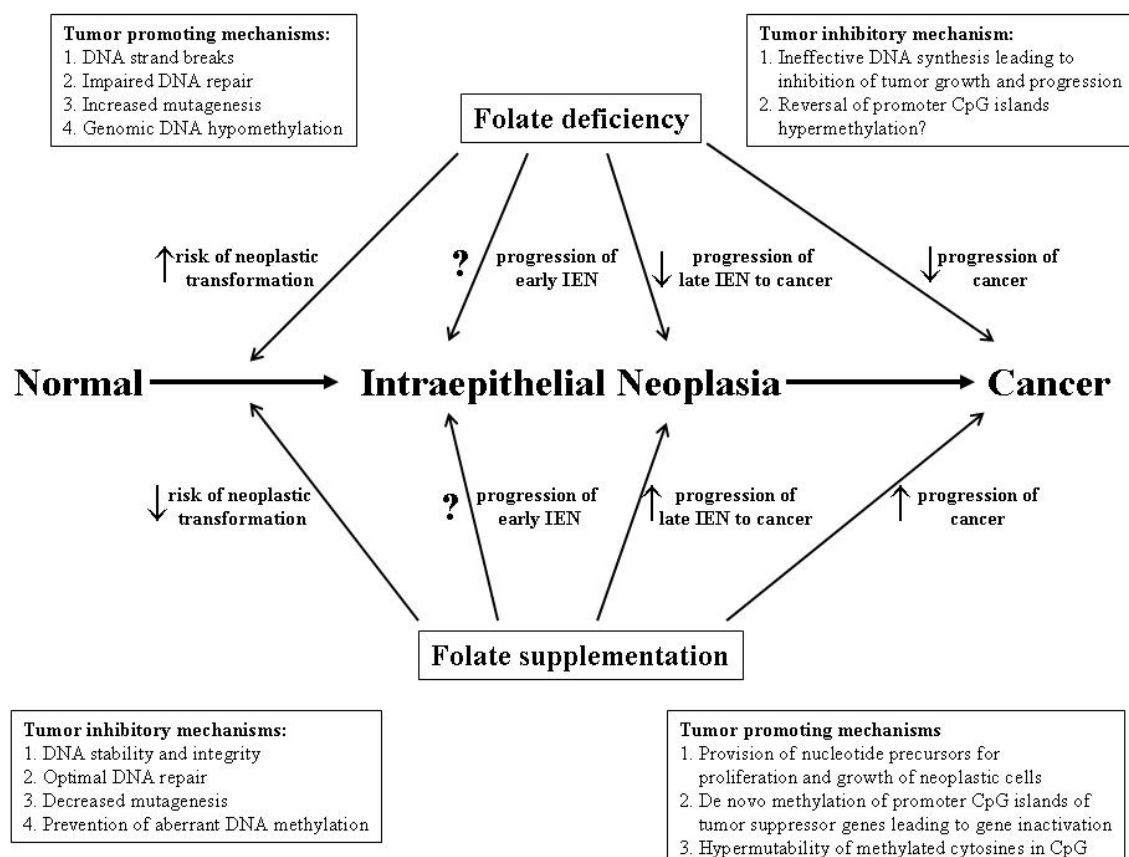 Tumor promoting mechanisms:
1. DNA strand breaks
2. Impaired DNA repair
3. Increased mutagenesis
4. Genomic DNA hypomethylation
Tumor inhibitory mechanism:
1. Ineffective DNA synthesis leading to
inhibition of tumor growth and progression
2. Reversal of promoter CpG islands
hypermethylation?
Folate deficiency
↑ risk of neoplastic
transformation
? progression of
early IEN
↓ progression of
late IEN to cancer
↓ progression of
cancer
Normal
Intraepithelial Neoplasia
Cancer
↓ risk of neoplastic
transformation
? progression of
early IEN
↑ progression of
late IEN to cancer
↑ progression of
cancer
Folate supplementation
Tumor inhibitory mechanisms:
1. DNA stability and integrity
2. Optimal DNA repair
3. Decreased mutagenesis
4. Prevention of aberrant DNA methylation
Tumor promoting mechanisms
1. Provision of nucleotide precursors for
proliferation and growth of neoplastic cells
2. De novo methylation of promoter CpG islands of
tumor suppressor genes leading to gene inactivation
3. Hypermutability of methylated cytosines in CpG